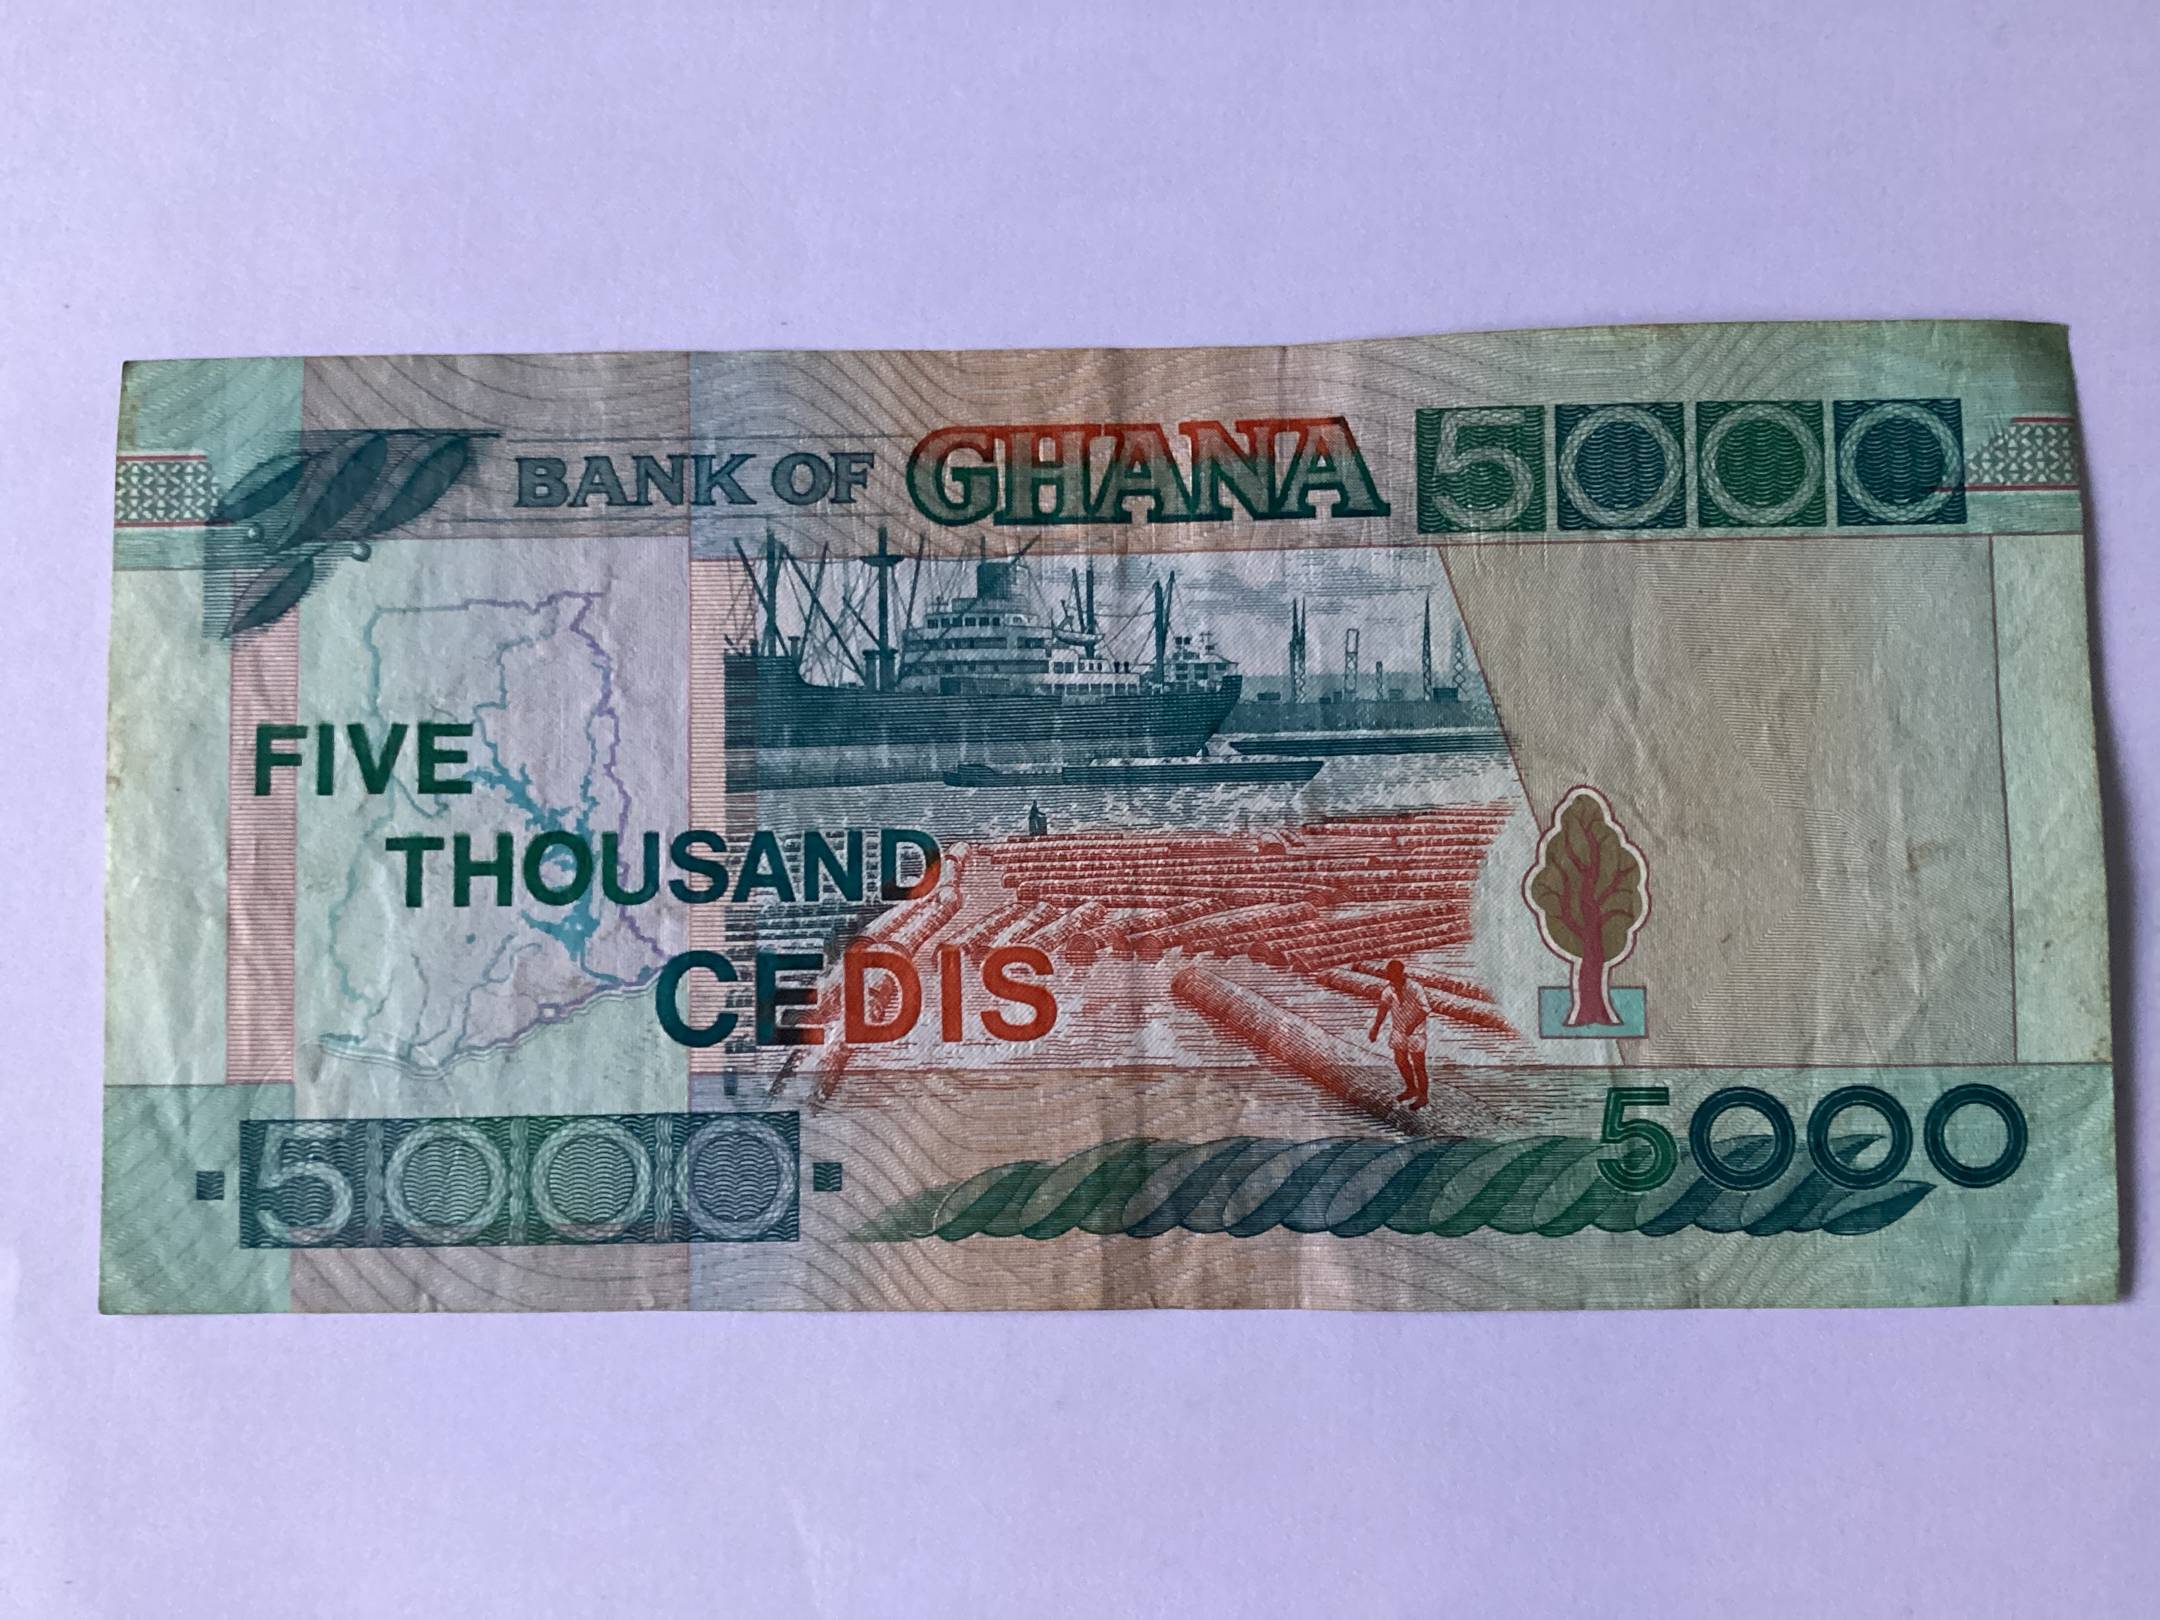 BANK OF GHANA 5000
FIVE
THOUSAND
CEDIS
5000
5000